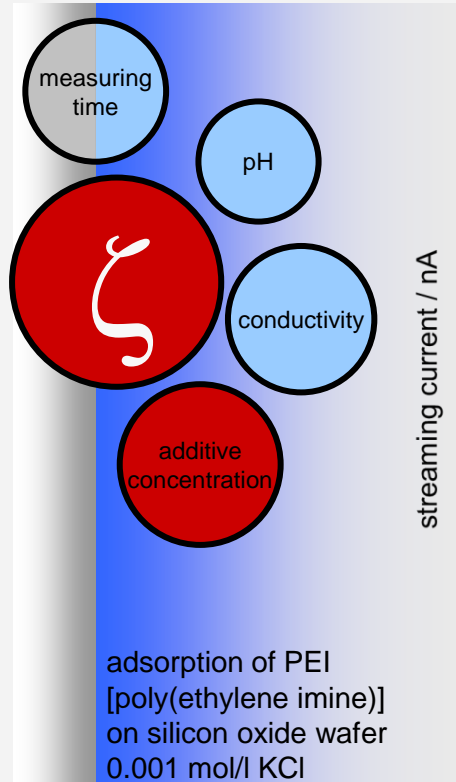 measuring
time
pH
ζ
conductivity
additive
concentration
streaming current / nA
adsorption of PEI
[poly(ethylene imine)]
on silicon oxide wafer
0.001 mol/l KCl